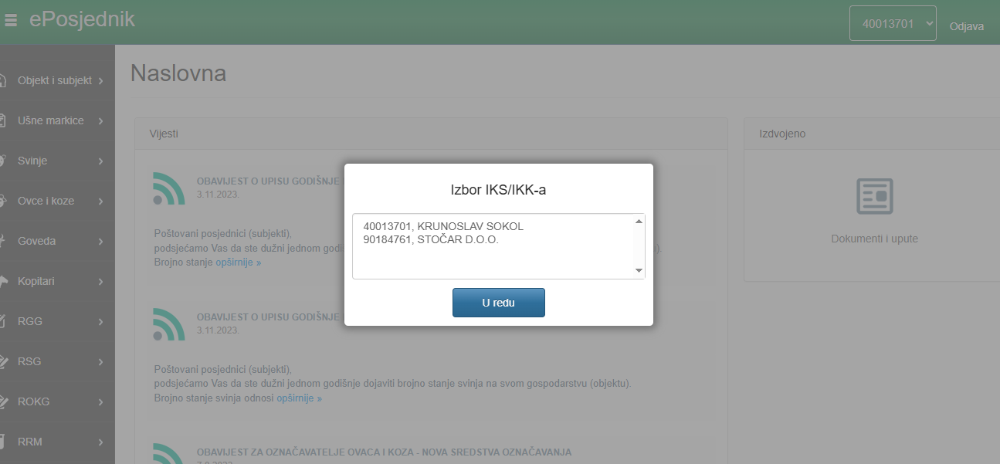 ePosjednik
40013701
Odjava
Objekt i subjekt
Ušne markice
Svinje
Ovce i koze
Goveda
Kopitari
RGG
RSG
ROKG
RRM
Naslovna
Vijesti
OBAVIJEST O UPISU GODIŠNJE
3.11.2023.
Poštovani posjednici (subjekti),
podsjećamo Vas da ste dužni jednom
).
Brojno stanje opširnije »
OBAVIJEST O UPISU GODIŠNJE
3.11.2023.
Poštovani posjednici (subjekti),
podsjećamo Vas da ste dužni jednom godišnje dojaviti brojno stanje svinja na svom gospodarstvu (objektu).
Brojno stanje svinja odnosi opširnije »
OBAVIJEST ZA OZNAČAVATELJE OVACA I KOZA - NOVA SREDSTVA OZNAČAVANJA
Izdvojeno
Dokumenti i upute
Izbor IKS/IKK-a
40013701, KRUNOSLAV SOKOL
90184761, STOČAR D.O.O.
U redu